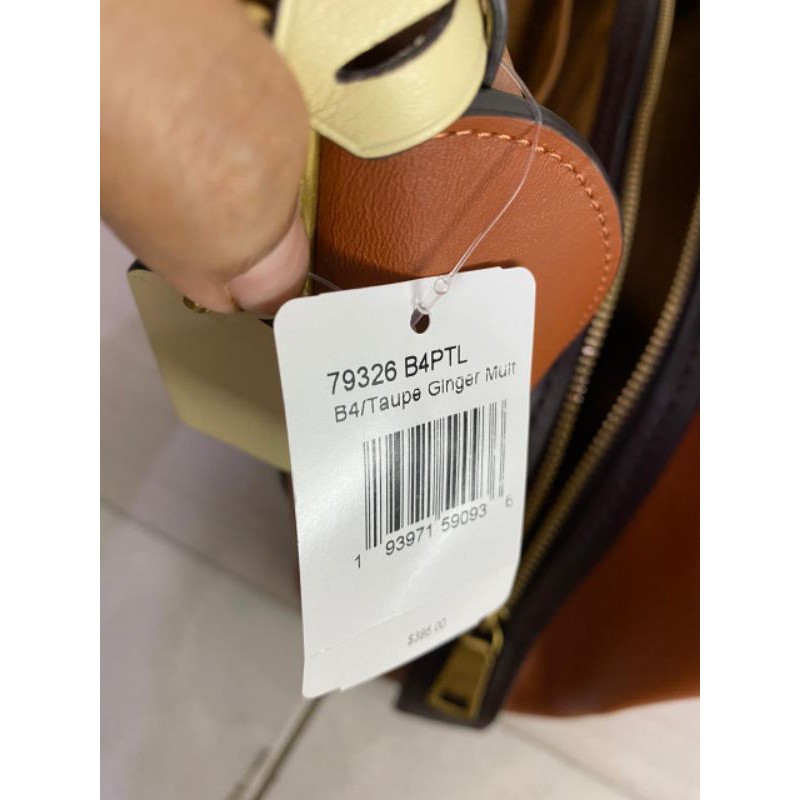 79326 B4PTL
B4/Taupe Ginger Mult
1 93971 59093 6
$395.00